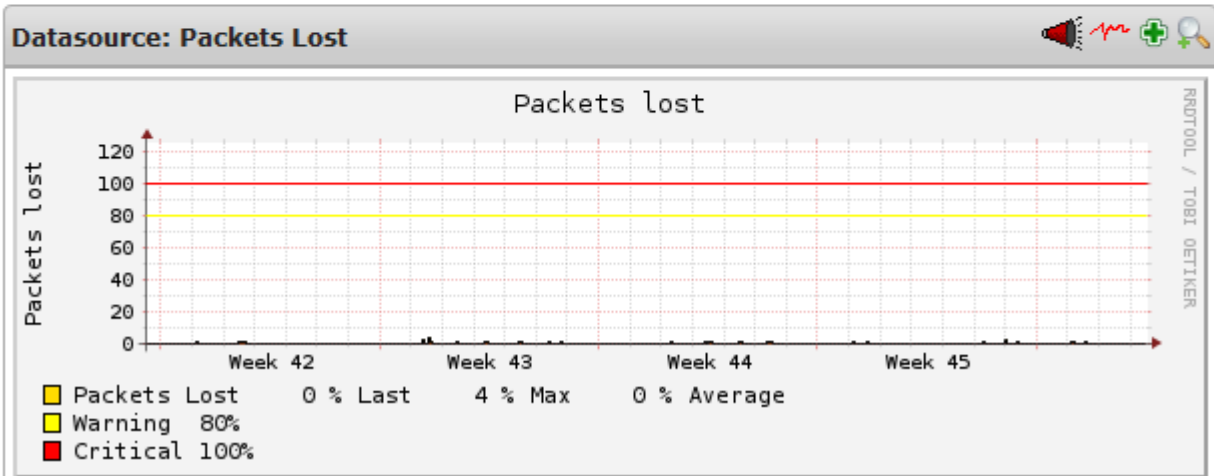 Datasource: Packets Lost
Packets lost
RRDTOOL / TOBI OETIKER
Packets lost
120
100
80
60
40
20
0
Week 42 Week 43 Week 44 Week 45
Packets Lost 0 % Last 4 % Max 0 % Average
Warning 80%
Critical 100%